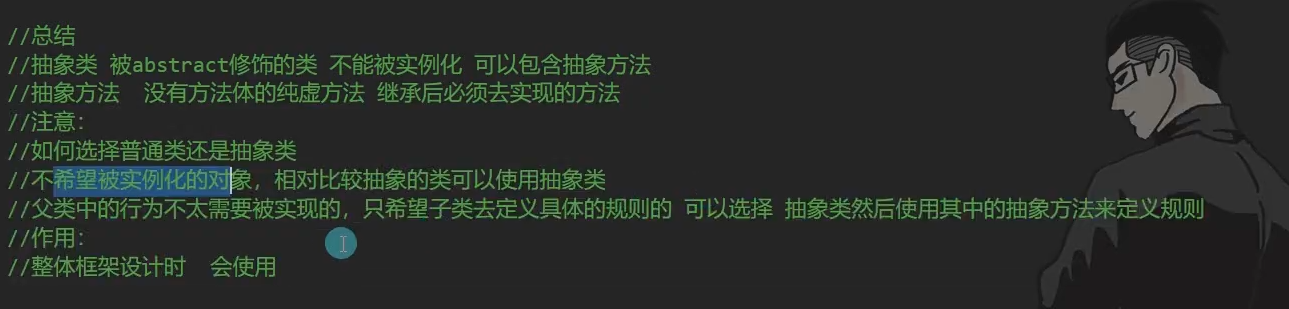 //总结
//抽象类 被abstract修饰的类 不能被实例化 可以包含抽象方法
//抽象方法  没有方法体的纯虚方法 继承后必须去实现的方法
//注意：
//如何选择普通类还是抽象类
//不希望被实例化的对象，相对比较抽象的类可以使用抽象类
//父类中的行为不太需要被实现的，只希望子类去定义具体的规则的 可以选择 抽象类然后使用其中的抽象方法来定义规则
//作用：
//整体框架设计时  会使用